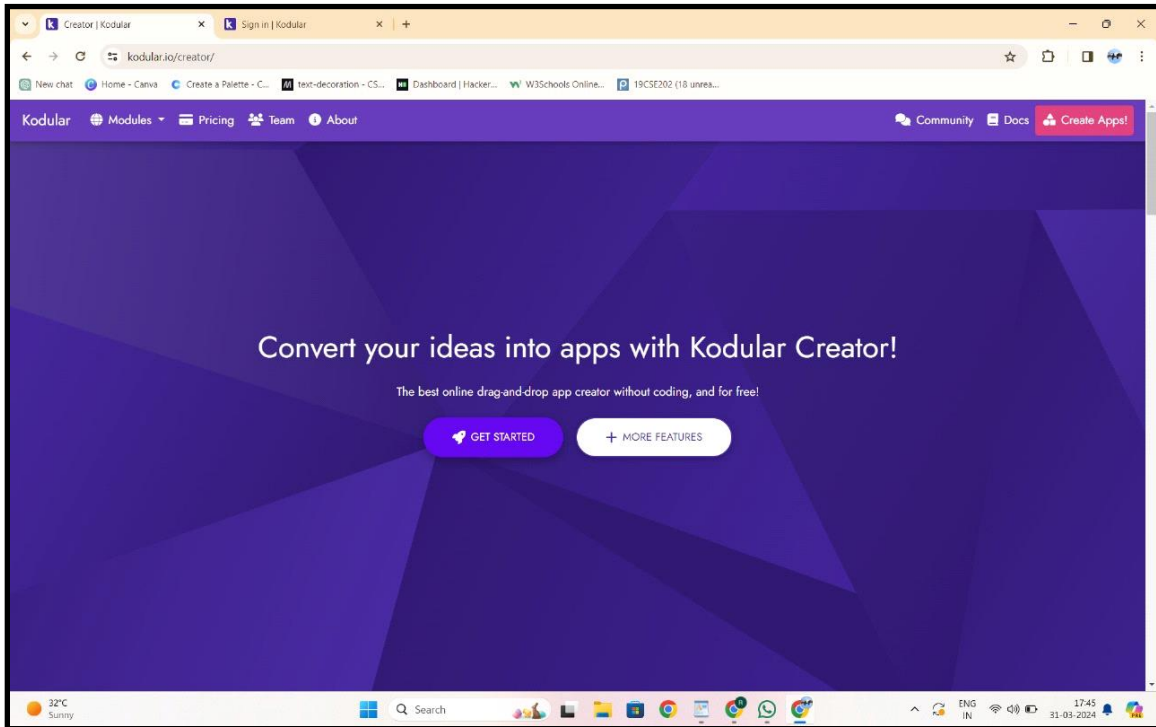 Creator | Kodular
Sign in | Kodular
kodular.io/creator/
New chat
Home - Canva
Create a Palette - C...
text-decoration - CS...
Dashboard | Hacker...
W3Schools Online...
19CSE202 (18 unrea...
Kodular Modules Pricing Team About Community Docs Create Apps!
Convert your ideas into apps with Kodular Creator!
The best online drag-and-drop app creator without coding, and for free!
GET STARTED + MORE FEATURES
32°C
Sunny
Search
ENG
IN
17:45
31-03-2024